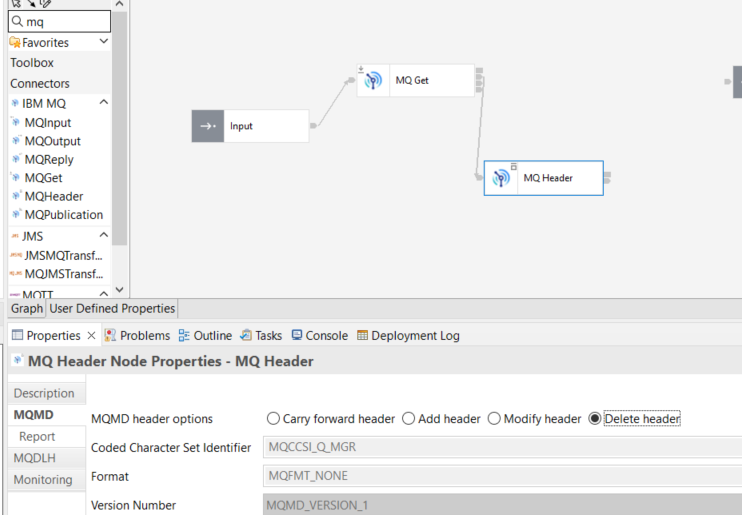 mq
Favorites
Toolbox
Connectors
IBM MQ
MQInput
MQOutput
MQReply
MQGet
MQHeader
MQPublication
JMS
JMSMQTransf...
MQJMSTransf...
MQTT
Input
MQ Get
MQ Header
Graph User Defined Properties
Properties Problems Outline Tasks Console Deployment Log
MQ Header Node Properties - MQ Header
Description
MQMD
Report
MQDLH
Monitoring
MQMD header options Carry forward header Add header Modify header Delete header
Coded Character Set Identifier MQCCSI_Q_MGR
Format MQFMT_NONE
Version Number MQMD_VERSION_1